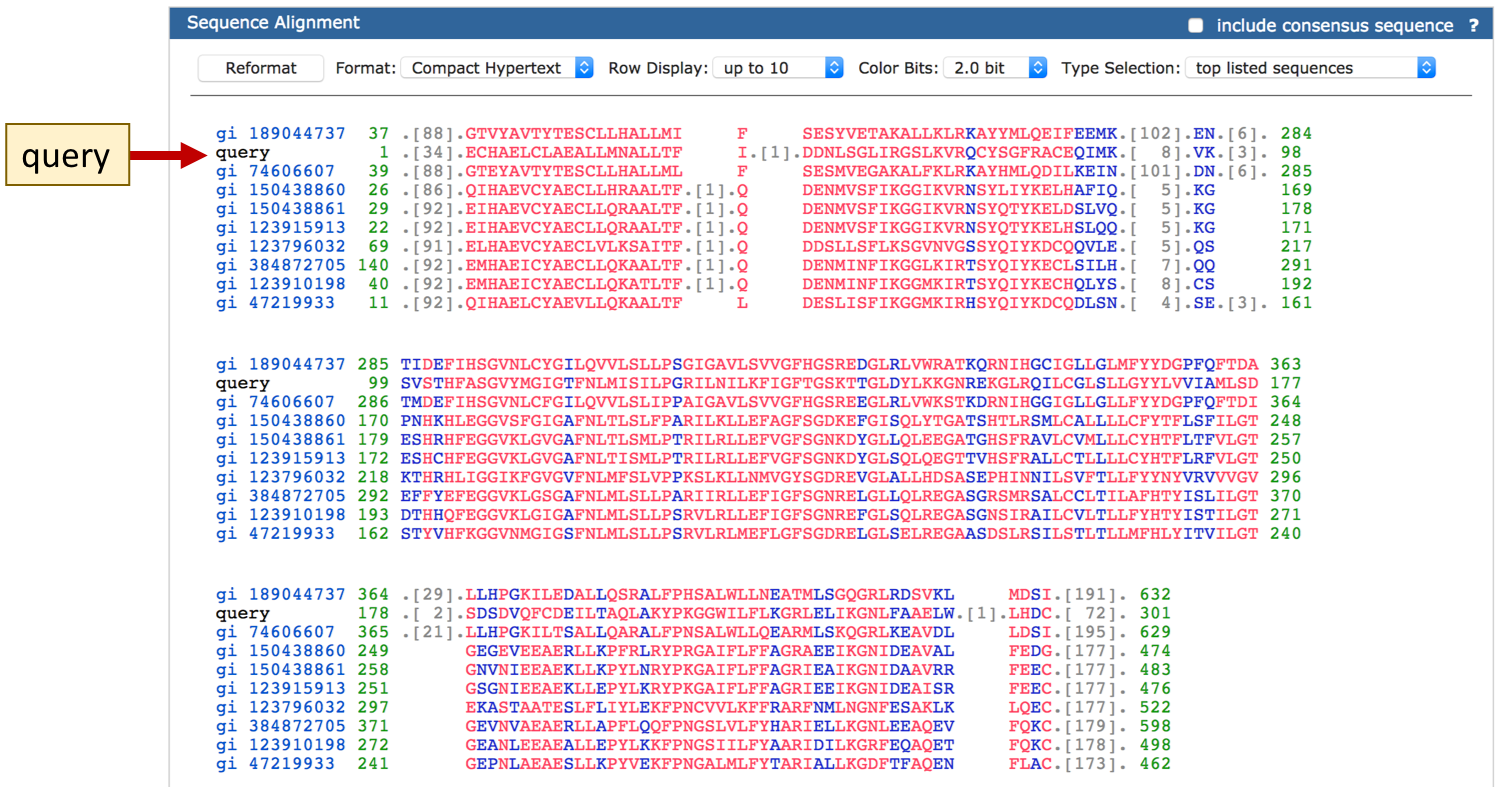 Sequence Alignment include consensus sequence ?
Reformat Format: Compact Hypertext Row Display: up to 10 Color Bits: 2.0 bit Type Selection: top listed sequences
query
gi 189044737 37 .[88].GTVYAVTYTESCLLHALLMI F SESYVETAKALLKLRKAYYMLQEIFEEMK.[102].EN.[6]. 284
query 1 .[34].ECHAELCLAEALLMNALLTF I.[1].DDNLSGLIRGSLKVRQCYSGFRACEQIMK.[ 8].VK.[3]. 98
gi 74606607 39 .[88].GTEYAVTYTESCLLHALLML F SESMVEGAKALFKLRKAYHMLQDILKEIN.[101].DN.[6]. 285
gi 150438860 26 .[86].QIHAEVCYAECLLHRAALTF.[1].Q DENMVSFIKGGIKVRNSYLIYKELHAFIQ.[ 5].KG 169
gi 150438861 29 .[92].EIHAEVCYAECLLQRAALTF.[1].Q DENMVSFIKGGIKVRNSYQTYKELDSLVQ.[ 5].KG 178
gi 123915913 22 .[92].EIHAEVCYAECLLQRAALTF.[1].Q DENMVSFIKGGIKVRNSYQTYKELHSLQQ.[ 5].KG 171
gi 123796032 69 .[91].ELHAEVCYAECLVLKSAITF.[1].Q DDSLLSFLKSGVNVGSSYQIYKDCQQVLE.[ 5].QS 217
gi 384872705 140 .[92].EMHAEICYAECLLQKAALTF.[1].Q DENMINFIKGGLKIRTSYQIYKECLSILH.[ 7].QQ 291
gi 123910198 40 .[92].EMHAEICYAECLLQKATLTF.[1].Q DENMINFIKGGMKIRTSYQIYKECHQLYS.[ 8].CS 192
gi 47219933 11 .[92].QIHAELCYAEVLLQKAALTF L DESLISFIKGGMKIRHSYQIYKDCQDLSN.[ 4].SE.[3]. 161
gi 189044737 285 TIDEFIHSGVNLCYGILQVVLSLLPSGIGAVLSVVGFHGSREDGLRLVWRATKQRNIHGCIGLLGLMFYYDGPFQFTDA 363
query 99 SVSTHFASGVYMGIGTFNLMISILPGRILNILKFIGFTGSKTTGLDYLKKGNREKGLRQILCGLSLLGYYLVVIAMLSD 177
gi 74606607 286 TMDEFIHSGVNLCFGILQVVLSLIPPAIGAVLSVVGFHGSREEGLRLVWKSTKDRNIHGGIGLLGLLFYYDGPFQFTDI 364
gi 150438860 170 PNHKHLEGGVSFGIGAFNLTLSLFPARILKLLEFAGFSGDKEFGISQLYTGATSHTLRSMLCALLLLCFYTFLSFILGT 248
gi 150438861 179 ESHRHFEGGVKLGVGAFNLTLSMLPTRILRLLEFVGFSGNKDYGLLQLEEGATGHSFRAVLCVMLLLCYHTFLTFVLGT 257
gi 123915913 172 ESHCHFEGGVKLGVGAFNLTISMLPTRILRLLEFVGFSGNKDYGLSQLQEGTTVHSFRALLCTLLLLCYHTFLRFVLGT 250
gi 123796032 218 KTHRHLIGGIKFGVGVFNLMFSLVPPKSLKLLNMVGYSGDREVGLALLHDSASEPHINNILSVFTLLFYYNYVRVVVGV 296
gi 384872705 292 EFFYEFEGGVKLGSGAFNLMLSLLPARIIRLLEFIGFSGNRELGLLQLREGASGRSMRSALCCLTILAFHTYISLILGT 370
gi 123910198 193 DTHHQFEGGVKLGIGAFNLMLSLLPSRVLRLLEFIGFSGNREFGLSQLREGASGNSIRAILCVLTLLFYHTYISTILGT 271
gi 47219933 162 STYVHFKGGVNMGIGSFNLMLSLLPSRVLRLMEFLGFSGDRELGLSELREGAASDSLRSILSTLTLLMFHLYITVILGT 240
gi 189044737 364 .[29].LLHPGKILEDALLQSRALFPHSALWLLNEATMLSGQGRLRDSVKL MDSI.[191]. 632
query 178 .[ 2].SDSDVQFCDEILTAQLAKYPKGGWILFLKGRLELIKGNLFAAELW.[1].LHDC.[ 72]. 301
gi 74606607 365 .[21].LLHPGKILTSALLQARALFPNSALWLLQEARMLSKQGRLKEAVDL LDSI.[195]. 629
gi 150438860 249 GEGEVEEAERLLKPFRLRYPRGAIFLFFAGRAEEIKGNIDEAVAL FEDG.[177]. 474
gi 150438861 258 GNVNIEEAEKLLKPYLNRYPKGAIFLFFAGRIEAIKGNIDAAVRR FEEC.[177]. 483
gi 123915913 251 GSGNIEEAEKLLEPYLKRYPKGAIFLFFAGRIEEIKGNIDEAISR FEEC.[177]. 476
gi 123796032 297 EKASTAATESLFLIYLEKFPNCVVLKFFRARFNMLNGNFESAKLK LQEC.[177]. 522
gi 384872705 371 GEVNVAEAERLLAPFLQQFPNGSLVLFYHARIELLKGNLEEAQEV FQKC.[179]. 598
gi 123910198 272 GEANLEEAEALLEPYLKKFPNGSIILFYAARIDILKGRFEQAQET FQKC.[178]. 498
gi 47219933 241 GEPNLAEAESLLKPYVEKFPNGALMLFYTARIALLKGDFTFAQEN FLAC.[173]. 462